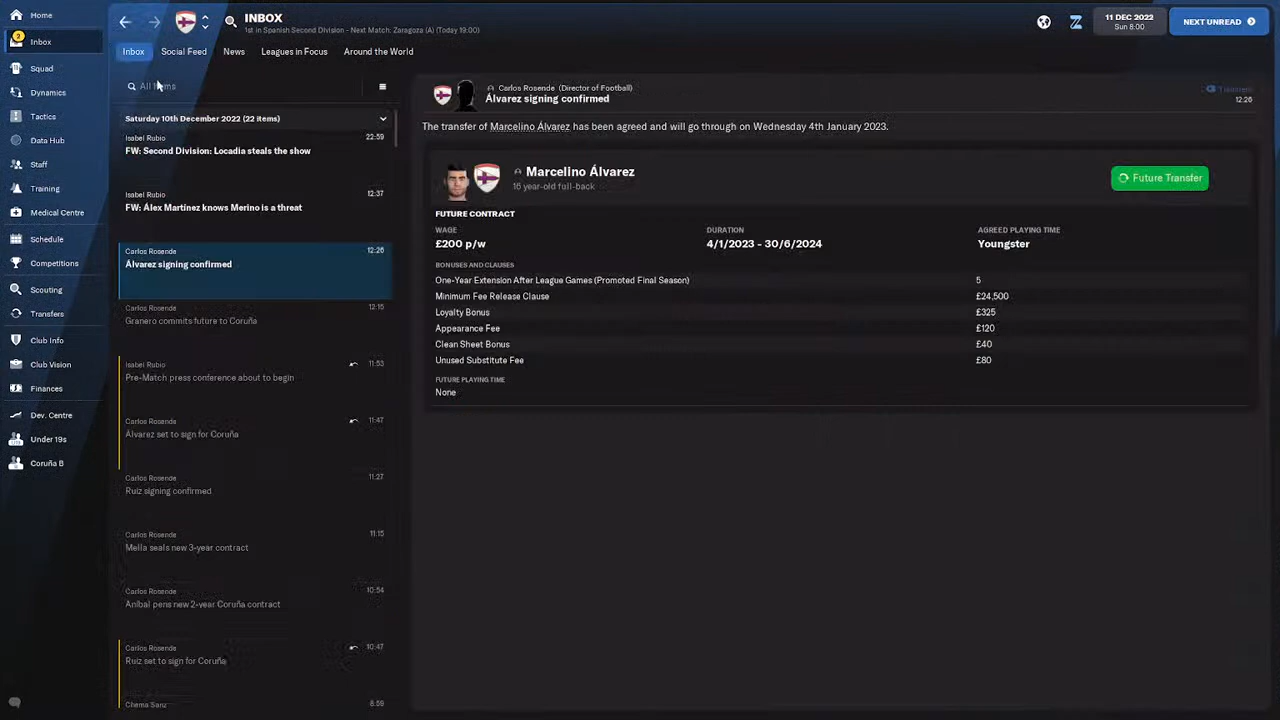 Home
Inbox
2
Squad
Dynamics
Tactics
Data Hub
Staff
Training
Medical Centre
Schedule
Competitions
Scouting
Transfers
Club Info
Club Vision
Finances
Dev. Centre
Under 19s
Coruña B
INBOX
1st in Spanish Second Division - Next Match: Zaragoza (A) (Today 19:00)
11 DEC 2022
Sun 8:00
NEXT UNREAD
Inbox
Social Feed
News
Leagues in Focus
Around the World
All Items
Saturday 10th December 2022 (22 items)
Isabel Rubio 22:59
FW: Second Division: Locadia steals the show
Isabel Rubio 12:37
FW: Álex Martínez knows Merino is a threat
Carlos Rosende 12:26
Álvarez signing confirmed
Carlos Rosende 12:15
Granero commits future to Coruña
Isabel Rubio 11:53
Pre-Match press conference about to begin
Carlos Rosende 11:47
Álvarez set to sign for Coruña
Carlos Rosende 11:27
Ruiz signing confirmed
Carlos Rosende 11:15
Mella seals new 3-year contract
Carlos Rosende 10:54
Aníbal pens new 2-year Coruña contract
Carlos Rosende 10:47
Ruiz set to sign for Coruña
Chema Sanz 8:59
Carlos Rosende (Director of Football)
Álvarez signing confirmed
Transfers
12:26
The transfer of Marcelino Álvarez has been agreed and will go through on Wednesday 4th January 2023.
Marcelino Álvarez
16 year-old full-back
Future Transfer
FUTURE CONTRACT
WAGE DURATION AGREED PLAYING TIME
£200 p/w 4/1/2023 - 30/6/2024 Youngster
BONUSES AND CLAUSES
One-Year Extension After League Games (Promoted Final Season) 5
Minimum Fee Release Clause £24,500
Loyalty Bonus £325
Appearance Fee £120
Clean Sheet Bonus £40
Unused Substitute Fee £80
FUTURE PLAYING TIME
None